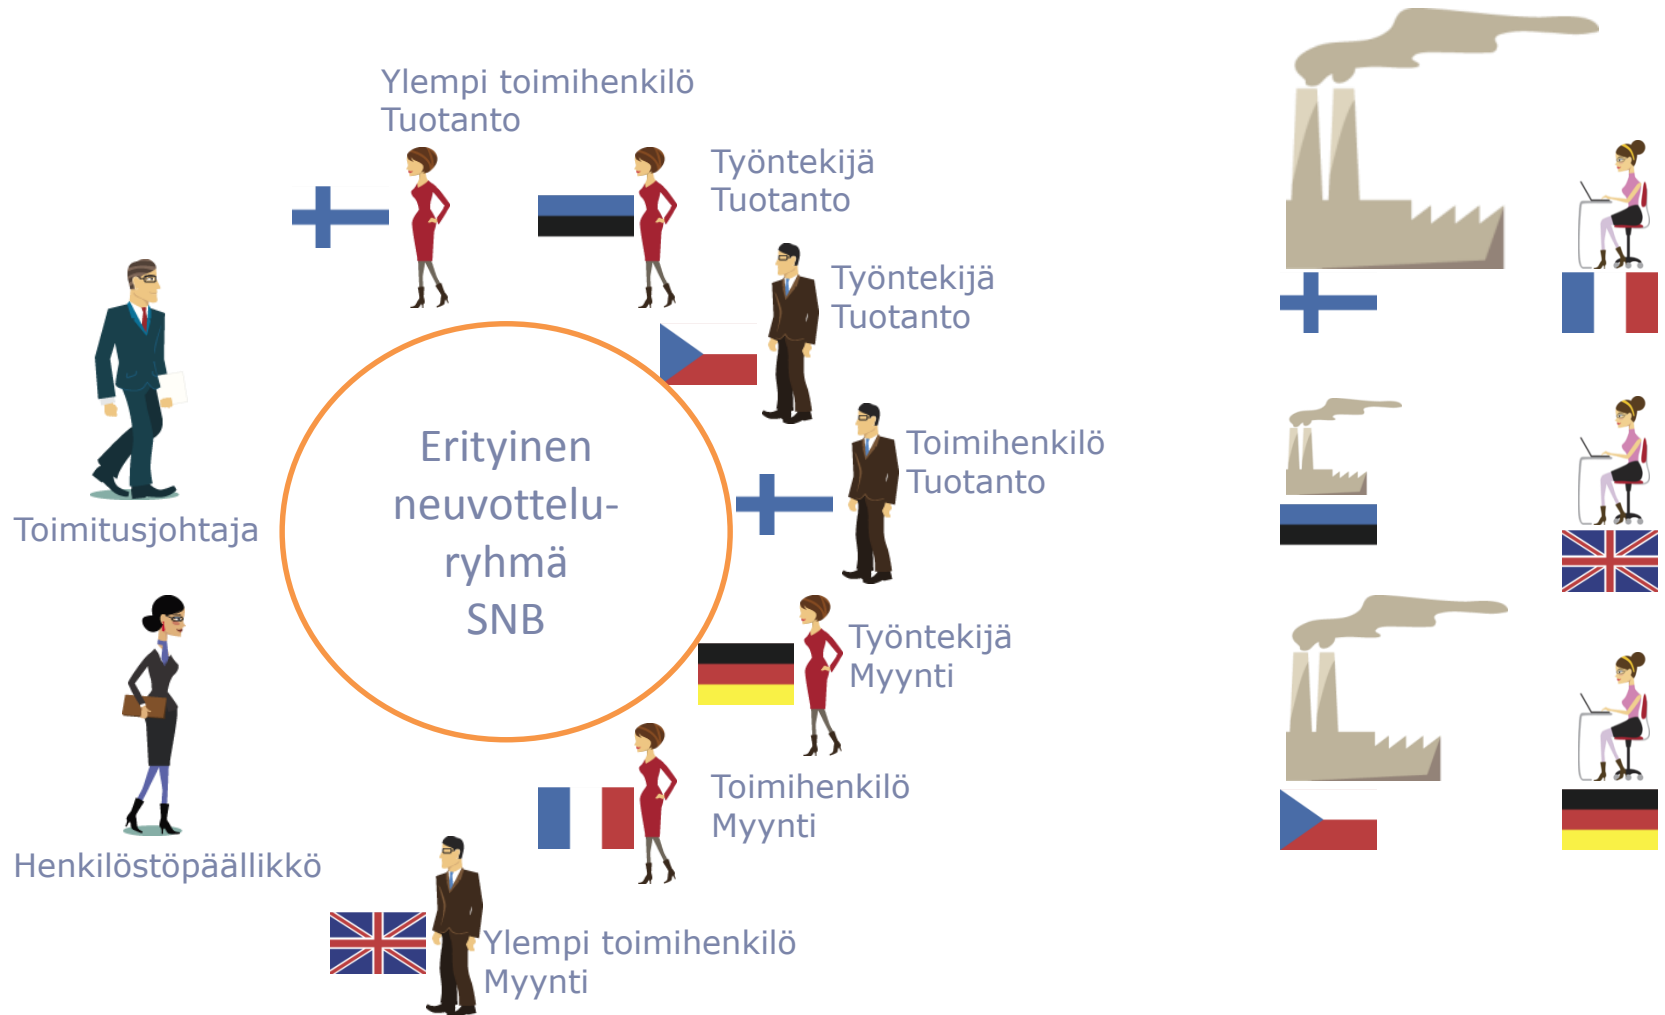 Ylempi toimihenkilö
Tuotanto
Työntekijä
Tuotanto
Työntekijä
Tuotanto
Toimihenkilö
Tuotanto
Erityinen
neuvottelu-
ryhmä
SNB
Toimitusjohtaja
Työntekijä
Myynti
Toimihenkilö
Myynti
Henkilöstöpäällikkö
Ylempi toimihenkilö
Myynti